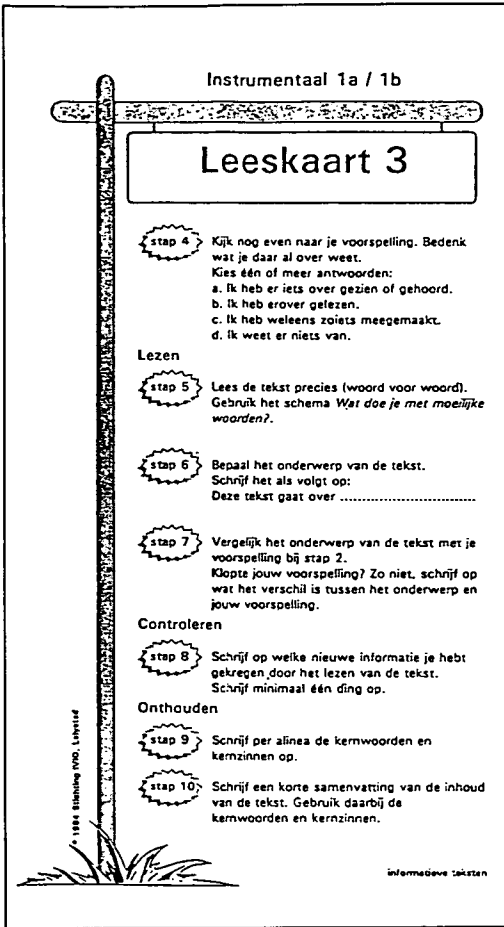 Instrumentaal 1a / 1b
Leeskaart 3
stap 4
Kijk nog even naar je voorspelling. Bedenk
wat je daar al over weet.
Kies één of meer antwoorden:
a. Ik heb er iets over gezien of gehoord.
b. Ik heb erover gelezen.
c. Ik heb weleens zoiets meegemaakt.
d. Ik weet er niets van.
Lezen
stap 5
Lees de tekst precies (woord voor woord).
Gebruik het schema Wat doe je met moeilijke
woorden?.
stap 6
Bepaal het onderwerp van de tekst.
Schrijf het als volgt op:
Deze tekst gaat over ................................
stap 7
Vergelijk het onderwerp van de tekst met je
voorspelling bij stap 2.
Klopte jouw voorspelling? Zo niet, schrijf op
wat het verschil is tussen het onderwerp en
jouw voorspelling.
Controleren
stap 8
Schrijf op welke nieuwe informatie je hebt
gekregen door het lezen van de tekst.
Schrijf minimaal één ding op.
Onthouden
stap 9
Schrijf per alinea de kernwoorden en
kernzinnen op.
stap 10
Schrijf een korte samenvatting van de inhoud
van de tekst. Gebruik daarbij de
kernwoorden en kernzinnen.
© 1994 Stichting IVIO, Lelystad
informatieve teksten